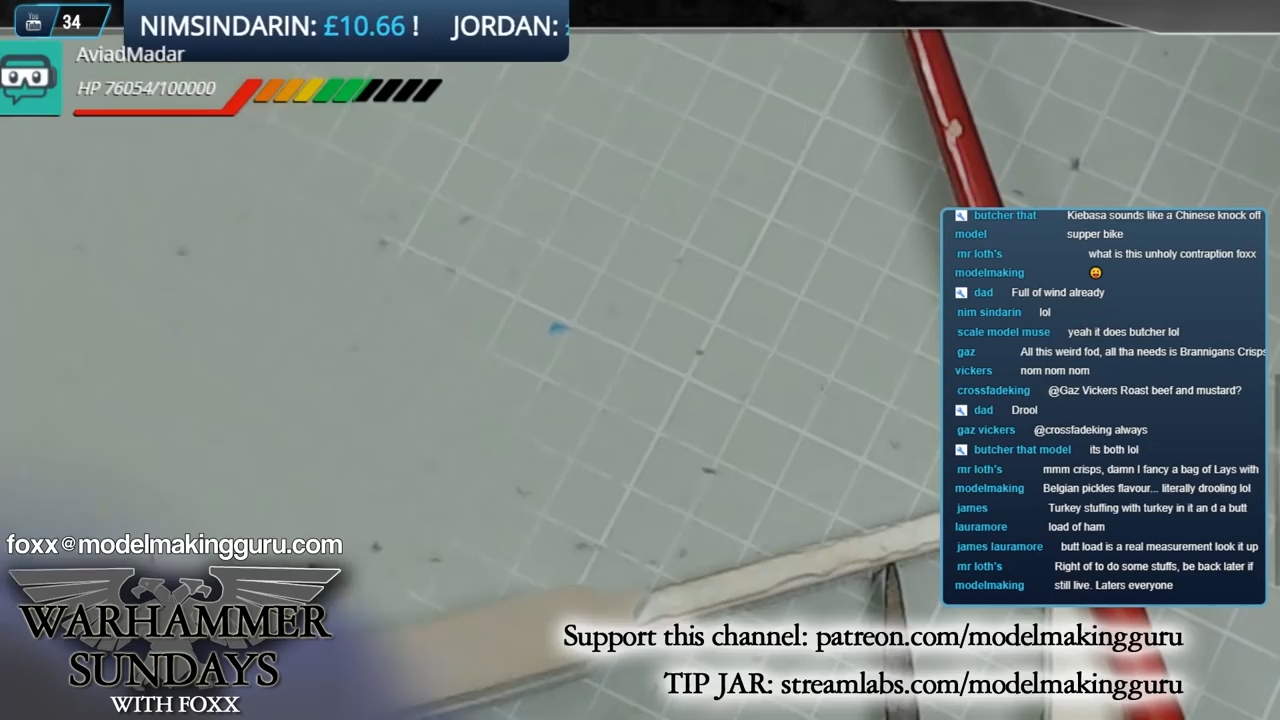 You Tube 34
NIMSINDARIN: £10.66 ! JORDAN:
AviadMadar
HP 76054/100000
butcher that Kiebasa sounds like a Chinese knock off
model supper bike
mr loth's what is this unholy contraption foxx
modelmaking 😛
dad Full of wind already
nim sindarin lol
scale model muse yeah it does butcher lol
gaz All this weird fod, all tha needs is Brannigans Crisps
vickers nom nom nom
crossfadeking @Gaz Vickers Roast beef and mustard?
dad Drool
gaz vickers @crossfadeking always
butcher that model its both lol
mr loth's mmm crisps, damn I fancy a bag of Lays with
modelmaking Belgian pickles flavour... literally drooling lol
james Turkey stuffing with turkey in it an d a butt
lauramore load of ham
james lauramore butt load is a real measurement look it up
mr loth's Right of to do some stuffs, be back later if
modelmaking still live. Laters everyone
foxx@modelmakingguru.com
WARHAMMER
SUNDAYS
WITH FOXX
Support this channel: patreon.com/modelmakingguru
TIP JAR: streamlabs.com/modelmakingguru